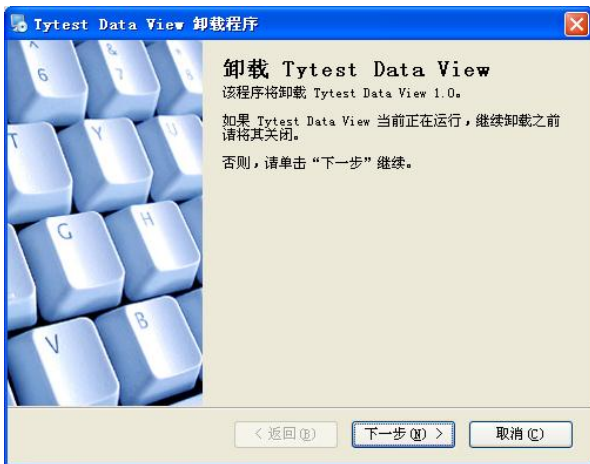 Tytest Data View 卸载程序
卸载 Tytest Data View
该程序将卸载 Tytest Data View 1.0。
如果 Tytest Data View 当前正在运行，继续卸载之前
请将其关闭。
否则，请单击“下一步”继续。
^ & *
6 7
T Y U
G H
V B
< 返回(B) 下一步(N) > 取消(C)